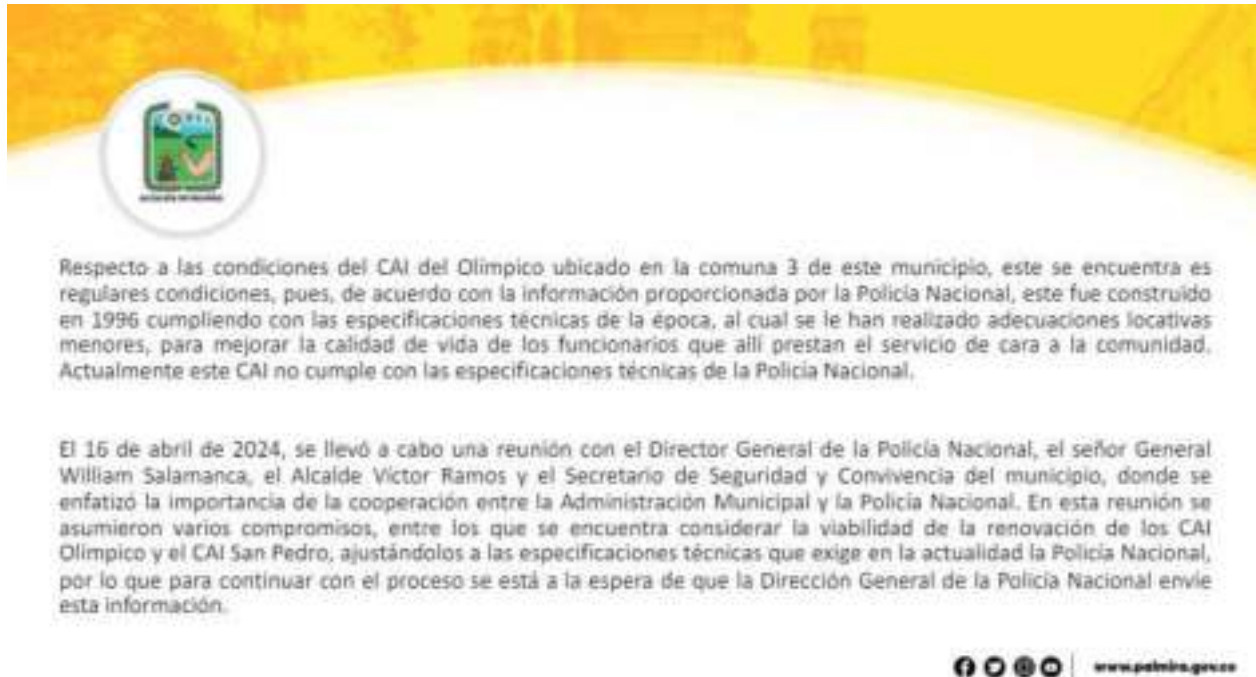 Respecto a las condiciones del CAI del Olimpico ubicado en la comuna 3 de este municipio, este se encuentra es
regulares condiciones, pues, de acuerdo con la información proporcionada por la Policía Nacional, este fue construido
en 1996 cumpliendo con las especificaciones técnicas de la época, al cual se le han realizado adecuaciones locativas
menores, para mejorar la calidad de vida de los funcionarios que allí prestan el servicio de cara a la comunidad.
Actualmente este CAI no cumple con las especificaciones técnicas de la Policía Nacional.
El 16 de abril de 2024, se llevó a cabo una reunión con el Director General de la Policía Nacional, el señor General
William Salamanca, el Alcalde Víctor Ramos y el Secretario de Seguridad y Convivencia del municipio, donde se
enfatizó la importancia de la cooperación entre la Administración Municipal y la Policía Nacional. En esta reunión se
asumieron varios compromisos, entre los que se encuentra considerar la viabilidad de la renovación de los CAI
Olimpico y el CAI San Pedro, ajustándolos a las especificaciones técnicas que exige en la actualidad la Policía Nacional,
por lo que para continuar con el proceso se está a la espera de que la Dirección General de la Policía Nacional envíe
esta información.
www.palmira.gov.co